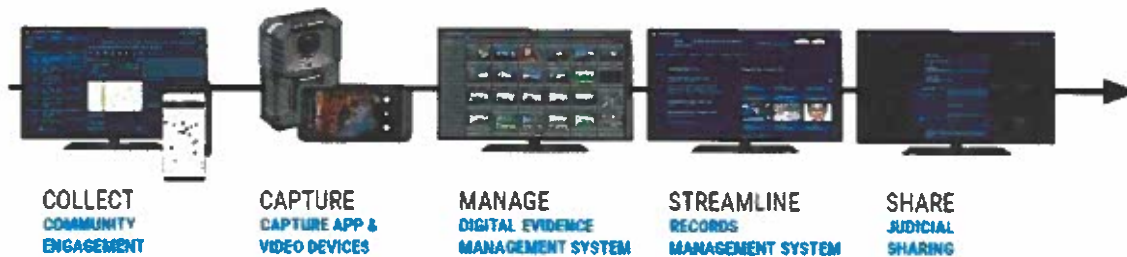 COLLECT
COMMUNITY
ENGAGEMENT
CAPTURE
CAPTURE APP &
VIDEO DEVICES
MANAGE
DIGITAL EVIDENCE
MANAGEMENT SYSTEM
STREAMLINE
RECORDS
MANAGEMENT SYSTEM
SHARE
JUDICIAL
SHARING